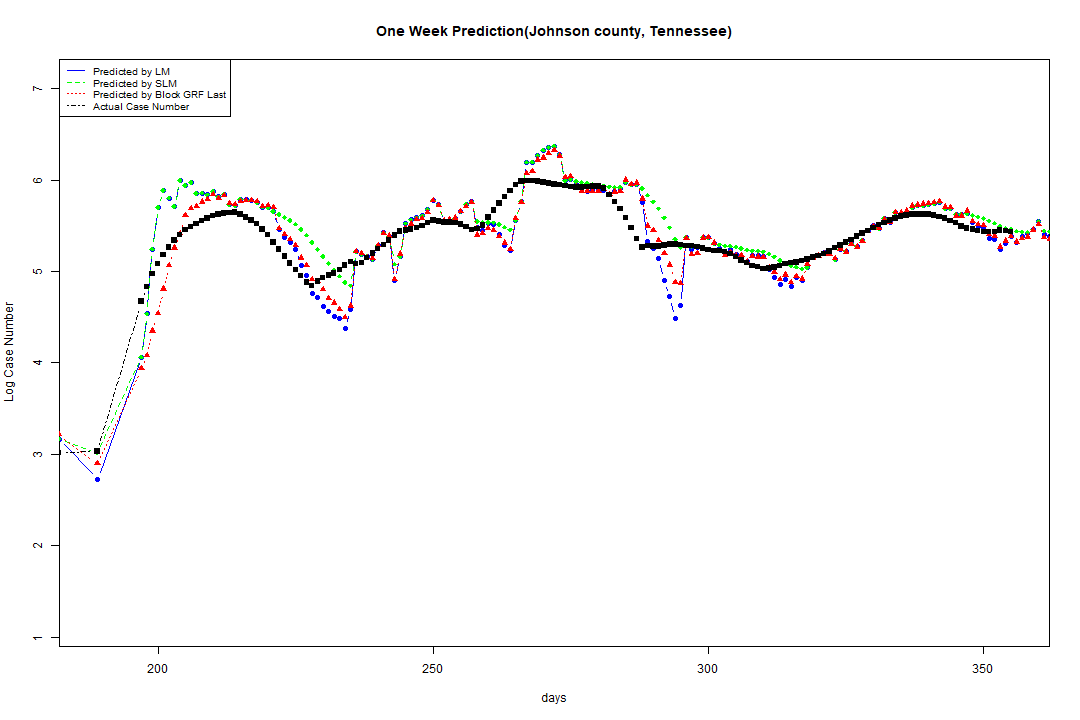 One Week Prediction(Johnson county, Tennessee)
Predicted by LM
Predicted by SLM
Predicted by Block GRF Last
Actual Case Number
7
6
5
4
3
2
1
Log Case Number
200 250 300 350
days